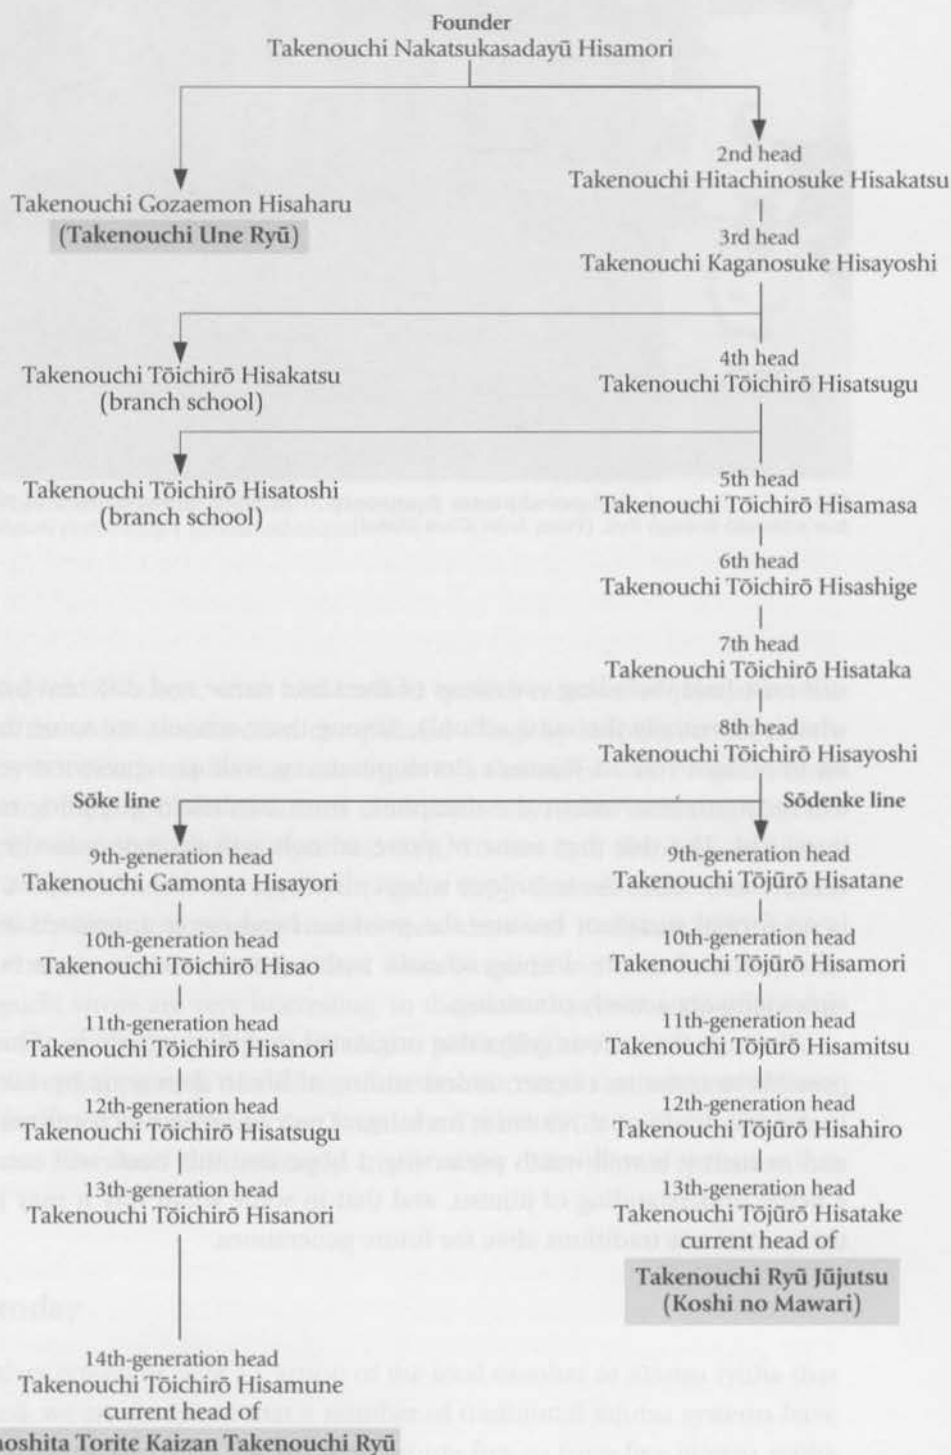 Founder
Takenouchi Nakatsukasadayū Hisamori
2nd head
Takenouchi Hitachinosuke Hisakatsu
Takenouchi Gozaemon Hisaharu
(Takenouchi Une Ryū)
3rd head
Takenouchi Kaganosuke Hisayoshi
Takenouchi Tōichirō Hisakatsu
(branch school)
4th head
Takenouchi Tōichirō Hisatsugu
Takenouchi Tōichirō Hisatoshi
(branch school)
5th head
Takenouchi Tōichirō Hisamasa
6th head
Takenouchi Tōichirō Hisashige
7th head
Takenouchi Tōichirō Hisataka
8th head
Takenouchi Tōichirō Hisayoshi
Sōke line
9th-generation head
Takenouchi Gamonta Hisayori
10th-generation head
Takenouchi Tōichirō Hisao
11th-generation head
Takenouchi Tōichirō Hisanori
12th-generation head
Takenouchi Tōichirō Hisatsugu
13th-generation head
Takenouchi Tōichirō Hisanori
14th-generation head
Takenouchi Tōichirō Hisamune
current head of
Torite Kaizan Takenouchi Ryū
Sōdenke line
9th-generation head
Takenouchi Tōjūrō Hisatane
10th-generation head
Takenouchi Tōjūrō Hisamori
11th-generation head
Takenouchi Tōjūrō Hisamitsu
12th-generation head
Takenouchi Tōjūrō Hisahiro
13th-generation head
Takenouchi Tōjūrō Hisatake
current head of
Takenouchi Ryū Jūjutsu
(Koshi no Mawari)